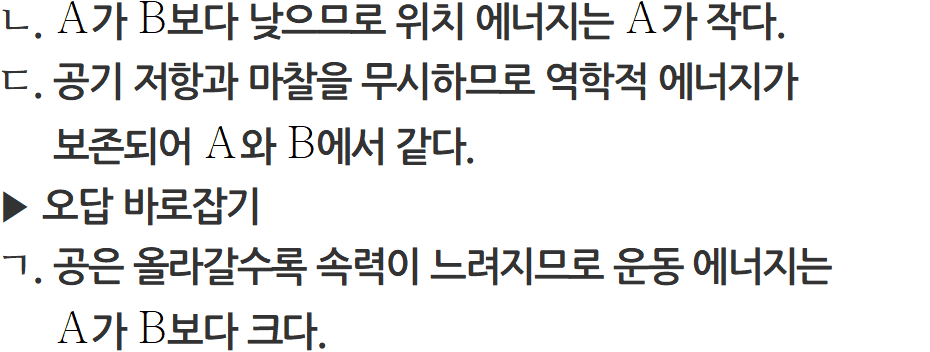 ㄴ. A가 B보다 낮으므로 위치 에너지는 A가 작다.
ㄷ. 공기 저항과 마찰을 무시하므로 역학적 에너지가
보존되어 A와 B에서 같다.
▶ 오답 바로잡기
ㄱ. 공은 올라갈수록 속력이 느려지므로 운동 에너지는
A가 B보다 크다.